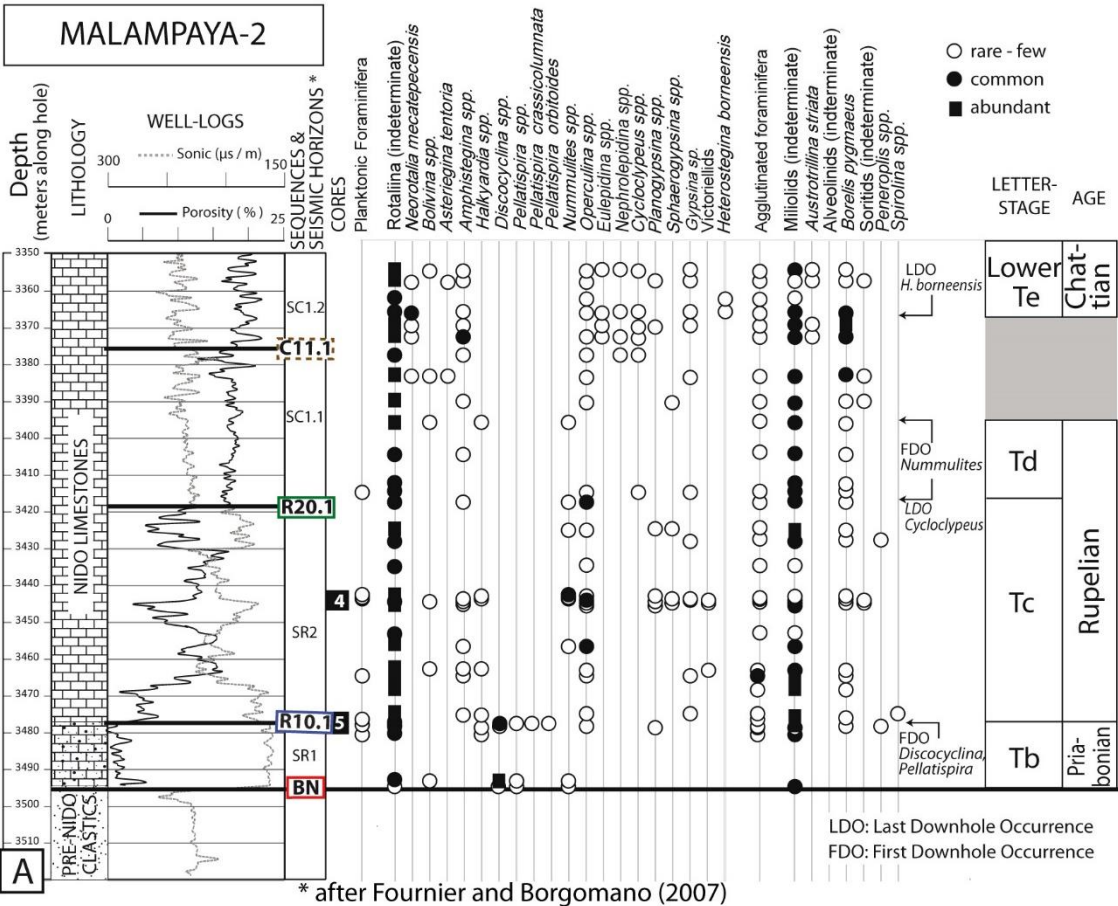 MALAMPAYA-2
Depth
(meters along hole)
LITHOLOGY
WELL-LOGS
300 Sonic (µs / m) 150
0 Porosity ( % ) 25
SEQUENCES &
SEISMIC HORIZONS *
CORES
Planktonic Foraminifera
Rotaliina (indeterminate)
Neorotalia mecatepecensis
Bolivina spp.
Asterigina tentoria
Amphistegina spp.
Halkyardia spp.
Discocyclina spp.
Pellatispira spp.
Pellatispira crassicolumnata
Pellatispira orbitoides
Nummulites spp.
Operculina spp.
Eulepidina spp.
Nephrolepidina spp.
Cycloclypeus spp.
Planogypsina spp.
Sphaerogypsina spp.
Gypsina sp.
Victoriellids
Heterostegina borneensis
Agglutinated foraminifera
Miliolids (indeterminate)
Austrotrillina striata
Alveolinids (indterminate)
Borelis pygmaeus
Soritids (indeterminate)
Peneroplis spp.
Spirolina spp.
rare - few
common
abundant
LETTER-
STAGE
AGE
3350
3360
3370
3380
3390
3400
3410
3420
3430
3440
3450
3460
3470
3480
3490
3500
3510
NIDO LIMESTONES
PRE-NIDO
CLASTICS
SC1.2
C11.1
SC1.1
R20.1
SR2
R10.1
SR1
BN
4
5
LDO
H. borneensis
FDO
Nummulites
LDO
Cycloclypeus
FDO
Discocyclina,
Pellatispira
Lower
Te
Td
Tc
Tb
Chat-
tian
Rupelian
Pria-
bonian
LDO: Last Downhole Occurrence
FDO: First Downhole Occurrence
A
* after Fournier and Borgomano (2007)